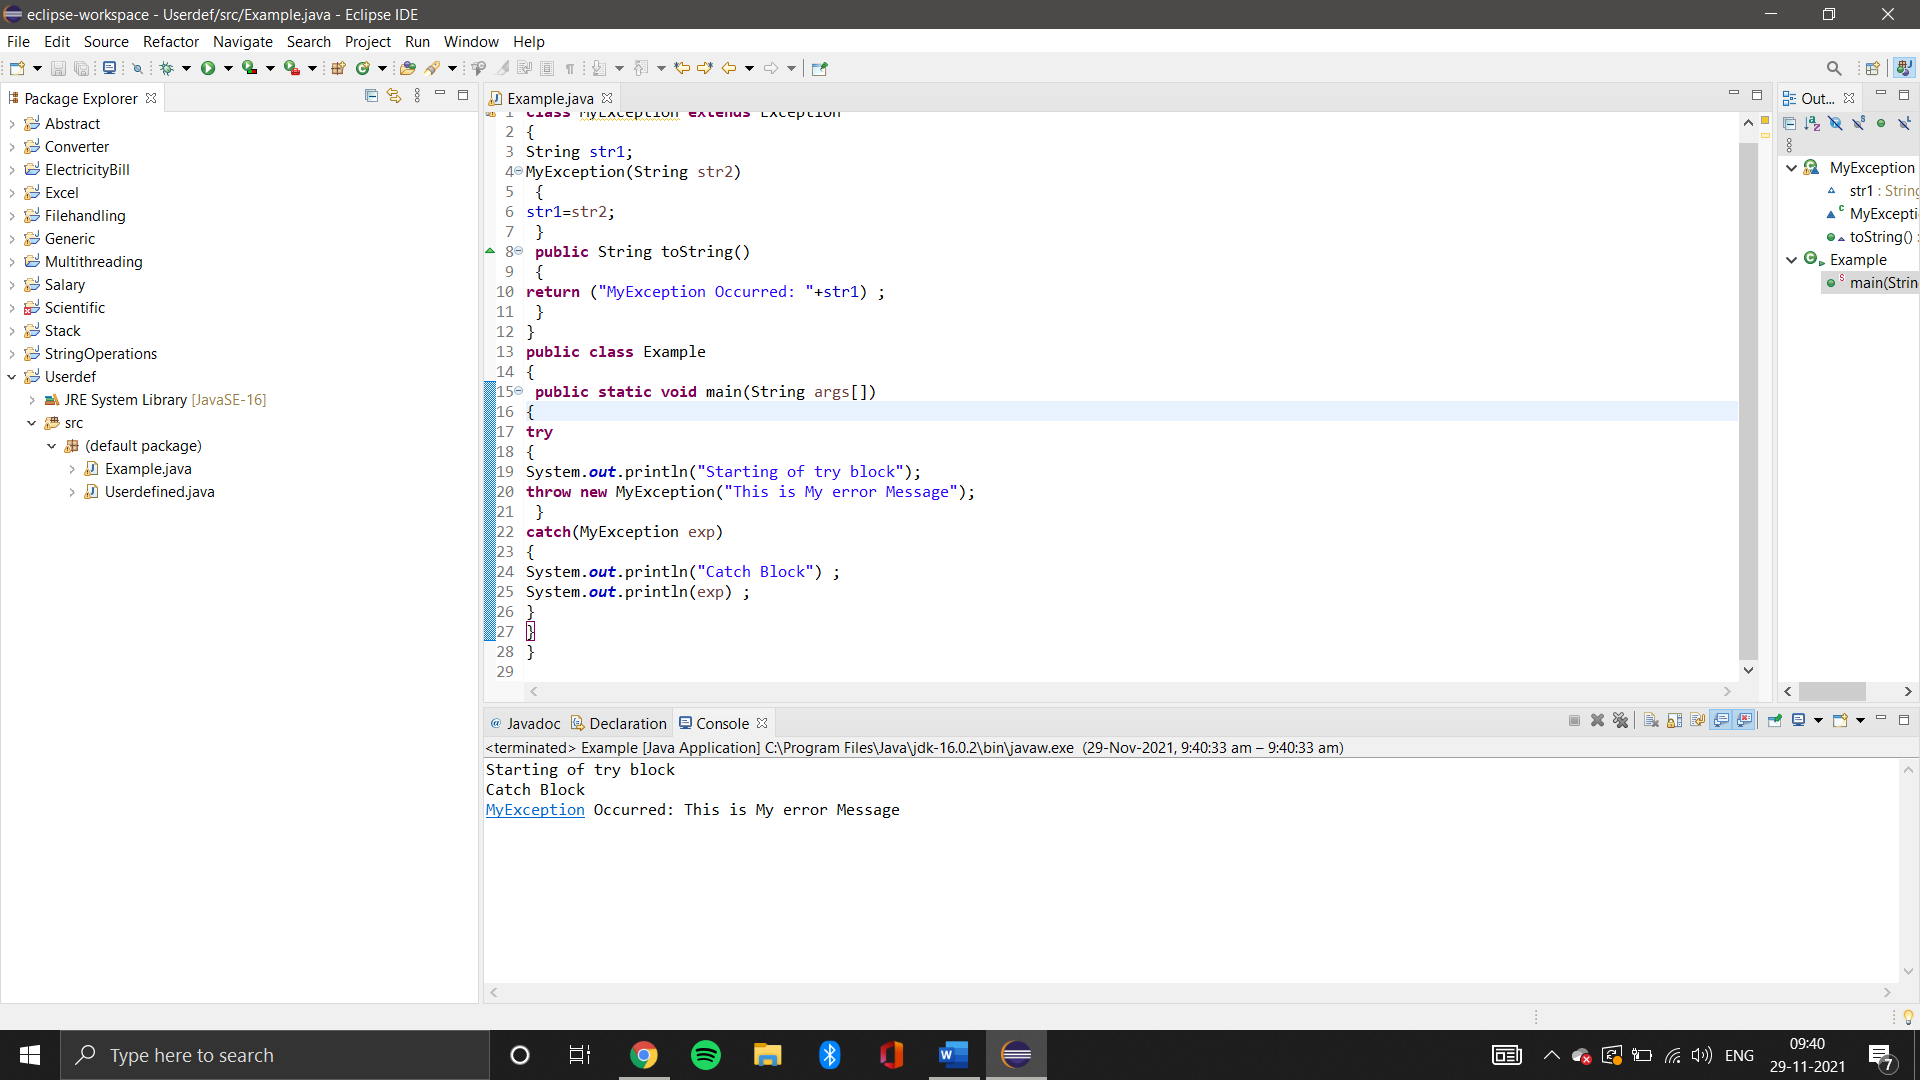 eclipse-workspace - Userdef/src/Example.java - Eclipse IDE
File Edit Source Refactor Navigate Search Project Run Window Help
Package Explorer
Abstract
Converter
ElectricityBill
Excel
Filehandling
Generic
Multithreading
Salary
Scientific
Stack
StringOperations
Userdef
JRE System Library [JavaSE-16]
src
(default package)
Example.java
Userdefined.java
Example.java
1 class MyException extends Exception
2 {
3 String str1;
4 MyException(String str2)
5 {
6 str1=str2;
7 }
8 public String toString()
9 {
10 return ("MyException Occurred: "+str1) ;
11 }
12 }
13 public class Example
14 {
15 public static void main(String args[])
16 {
17 try
18 {
19 System.out.println("Starting of try block");
20 throw new MyException("This is My error Message");
21 }
22 catch(MyException exp)
23 {
24 System.out.println("Catch Block") ;
25 System.out.println(exp) ;
26 }
27 }
28 }
29
Out...
MyException
str1 : String
MyExcepti
toString() :
Example
main(Strin
@ Javadoc Declaration Console
<terminated> Example [Java Application] C:\Program Files\Java\jdk-16.0.2\bin\javaw.exe (29-Nov-2021, 9:40:33 am – 9:40:33 am)
Starting of try block
Catch Block
MyException Occurred: This is My error Message
Type here to search
ENG
09:40
29-11-2021
7